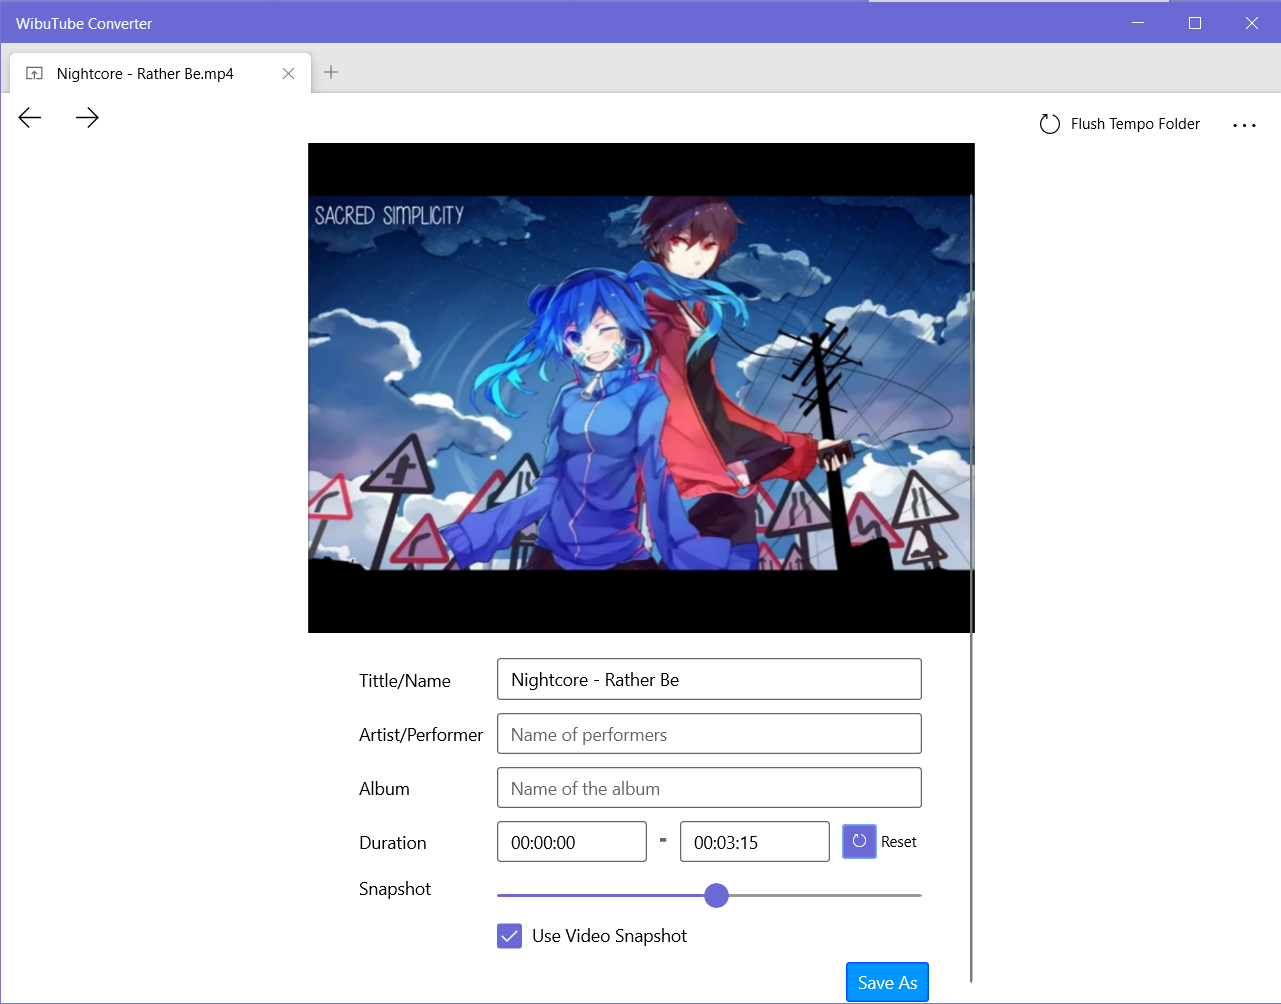 WibuTube Converter
Nightcore - Rather Be.mp4
Flush Tempo Folder
SACRED SIMPLICITY
Tittle/Name Nightcore - Rather Be
Artist/Performer Name of performers
Album Name of the album
Duration 00:00:00 - 00:03:15 Reset
Snapshot
Use Video Snapshot
Save As